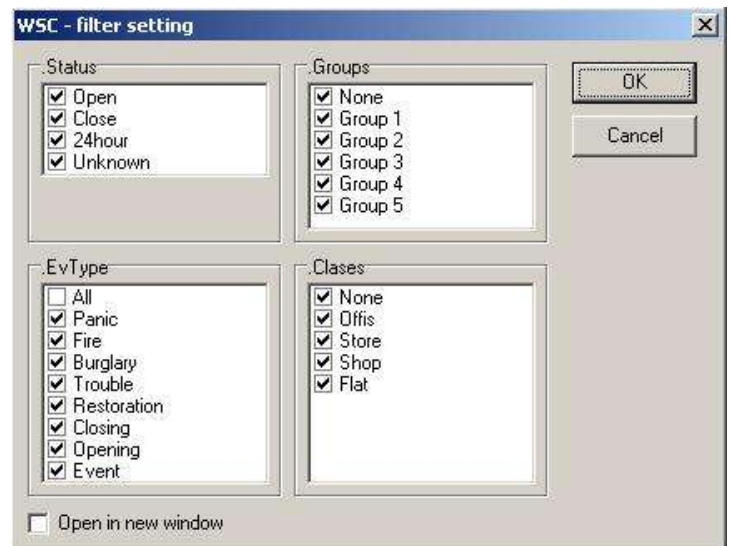 WSC - filter setting
.Status
Open
Close
24hour
Unknown
.Groups
None
Group 1
Group 2
Group 3
Group 4
Group 5
OK
Cancel
.EvType
All
Panic
Fire
Burglary
Trouble
Restoration
Closing
Opening
Event
.Clases
None
Offis
Store
Shop
Flat
Open in new window